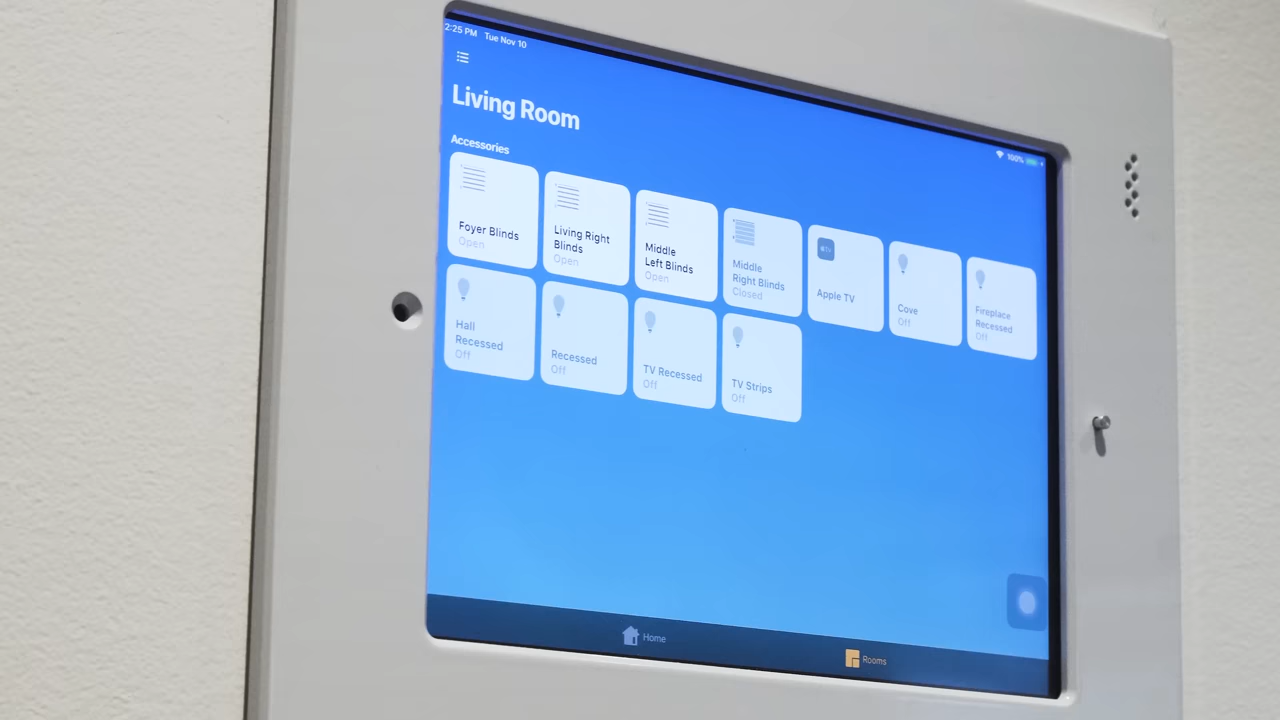 2:25 PM Tue Nov 10
100%
Living Room
Accessories
Foyer Blinds
Open
Living Right
Blinds
Open
Middle
Left Blinds
Open
Middle
Right Blinds
Closed
tv
Apple TV
Cove
Off
Fireplace
Recessed
Off
Hall
Recessed
Off
Recessed
Off
TV Recessed
Off
TV Strips
Off
Home
Rooms